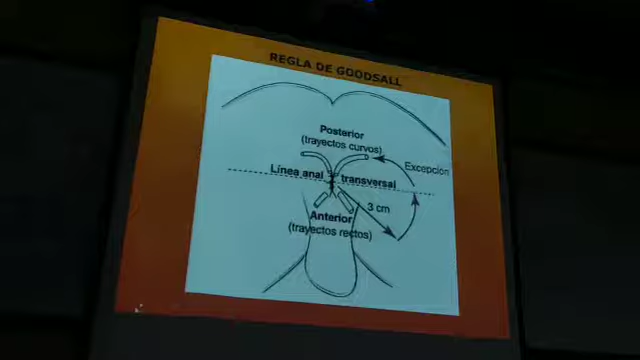 REGLA DE GOODSALL
Posterior
(trayectos curvos)
Excepción
Línea anal transversal
3 cm
Anterior
(trayectos rectos)